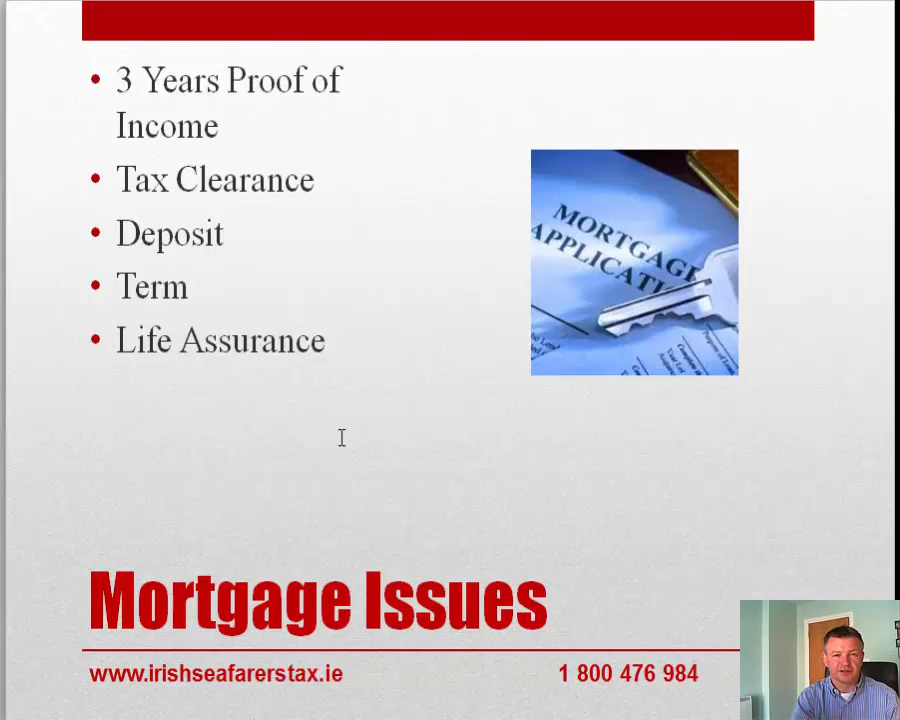 3 Years Proof of
Income
Tax Clearance
Deposit
Term
Life Assurance
MORTGAGE
Mortgage Issues
www.irishseafarerstax.ie
1 800 476 984